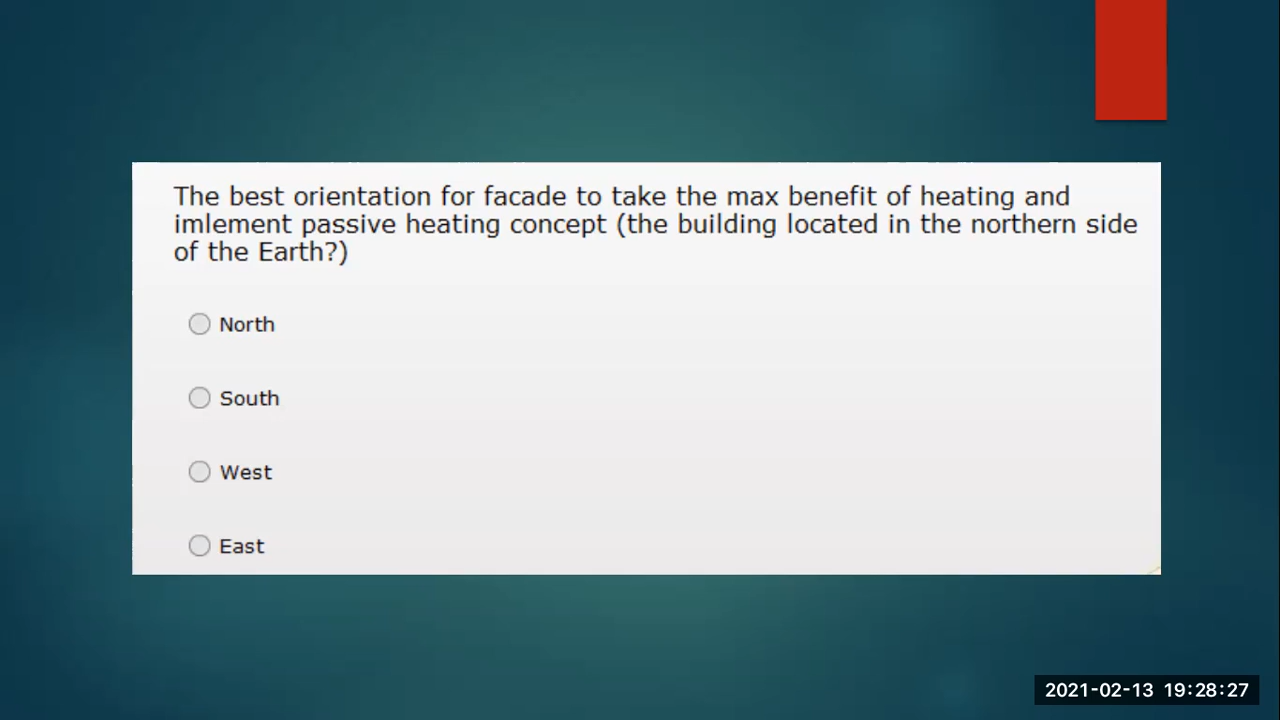 The best orientation for facade to take the max benefit of heating and
imlement passive heating concept (the building located in the northern side
of the Earth?)
North
South
West
East
2021-02-13 19:28:27